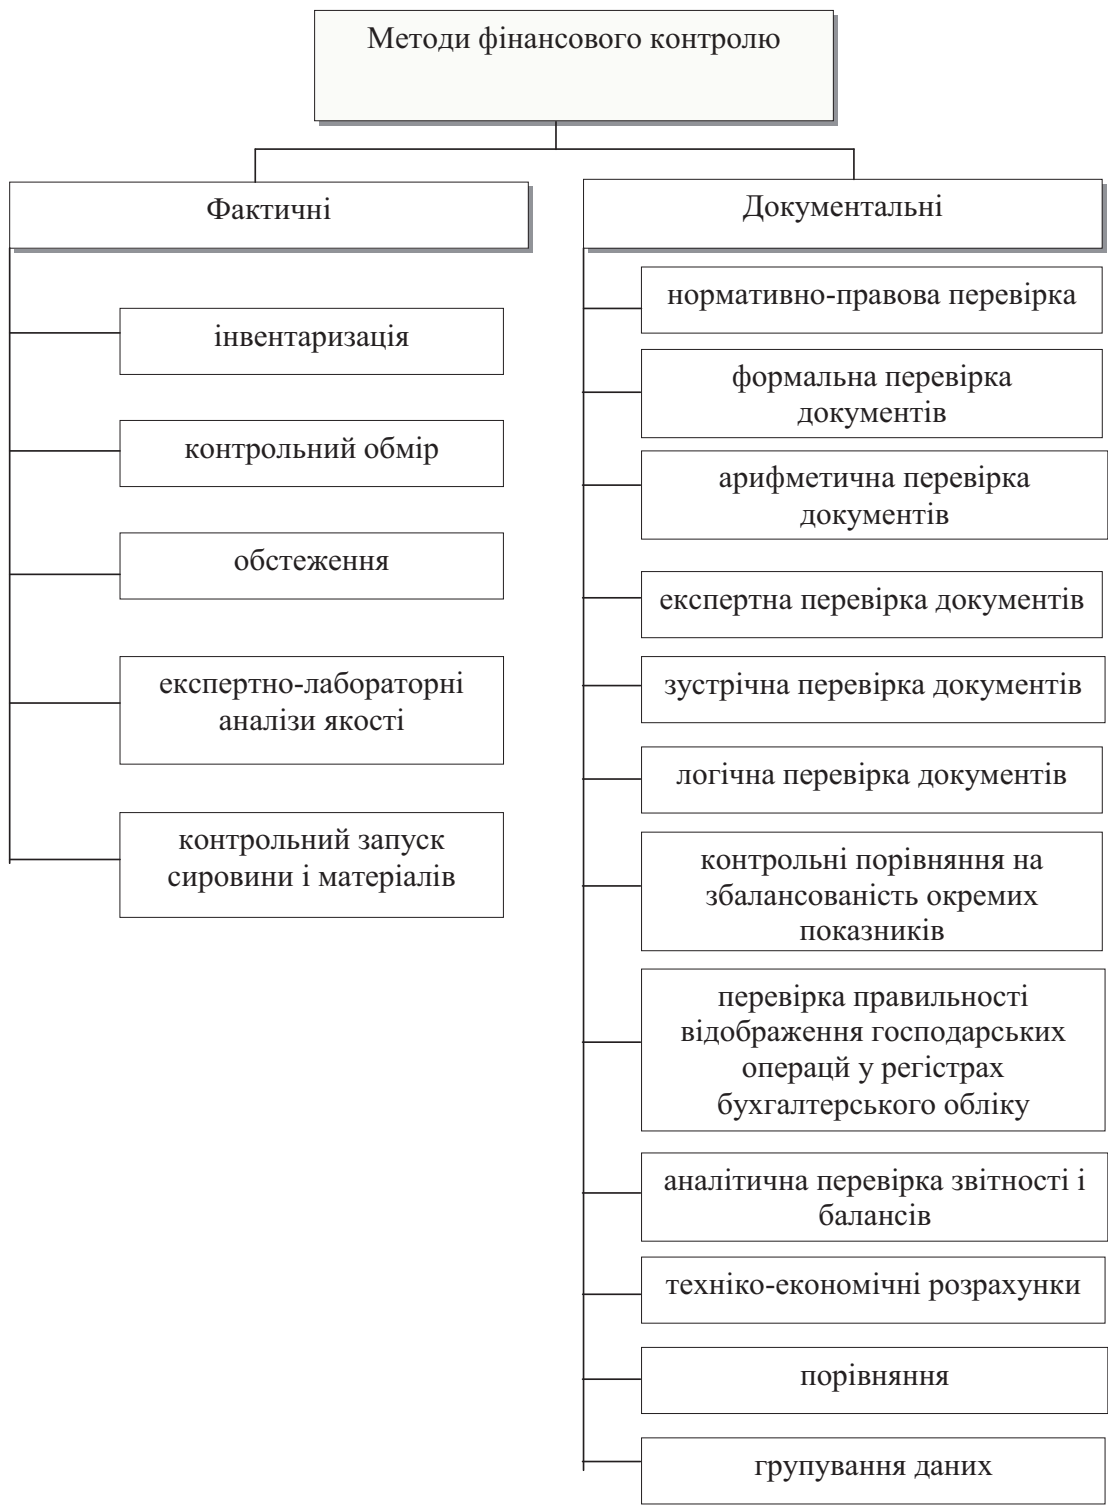 Методи фінансового контролю
Фактичні
інвентаризація
контрольний обмір
обстеження
експертно-лабораторні
аналізи якості
контрольний запуск
сировини і матеріалів
Документальні
нормативно-правова перевірка
формальна перевірка
документів
арифметична перевірка
документів
експертна перевірка документів
зустрічна перевірка документів
логічна перевірка документів
контрольні порівняння на
збалансованість окремих
показників
перевірка правильності
відображення господарських
операцй у регістрах
бухгалтерського обліку
аналітична перевірка звітності і
балансів
техніко-економічні розрахунки
порівняння
групування даних